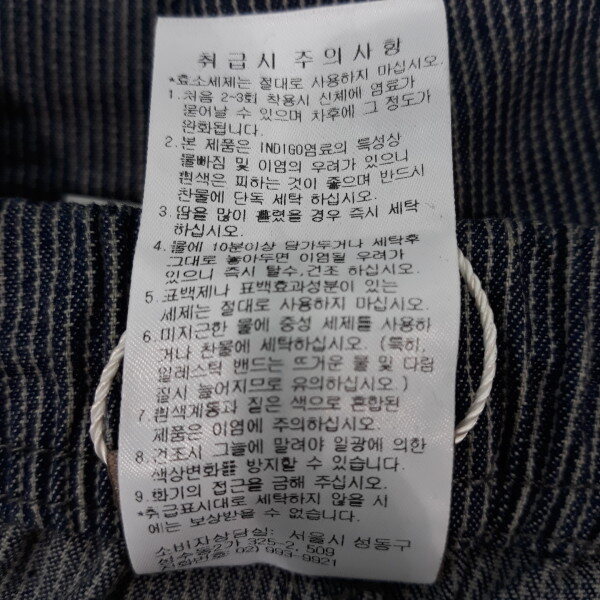 취급시 주의사항
*효소세제는 절대로 사용하지 마십시오.
1. 처음 2-3회 착용시 신체에 염료가
묻어날 수 있으며 차후에 그 정도가
완화됩니다.
2. 본 제품은 INDIGO염료의 특성상
물빠짐 및 이염의 우려가 있으니
흰색은 피하는 것이 좋으며 반드시
찬물에 단독 세탁 하십시오.
3. 땀을 많이 흘렸을 경우 즉시 세탁
하십시오.
4. 물에 10분이상 담가두거나 세탁후
그대로 놓아두면 이염될 우려가
있으니 즉시 탈수,건조 하십시오.
5. 표백제나 표백효과성분이 있는
세제는 절대로 사용하지 마십시오.
6. 미지근한 물에 중성 세제를 사용하
거나 찬물에 세탁하십시오. (특히,
일레스틱 밴드는 뜨거운 물 및 다림
질시 늘어지므로 유의하십시오.)
7. 흰색계통과 짙은 색으로 혼합된
제품은 이염에 주의하십시오.
8. 건조시 그늘에 말려야 일광에 의한
색상변화를 방지할 수 있습니다.
9. 화기의 접근을 금해 주십시오.
*취급표시대로 세탁하지 않을 시
에는 보상받을 수 없습니다.
소비자상담실: 서울시 성동구
성수동2가 325-2, 509
전화번호 02) 993-9921